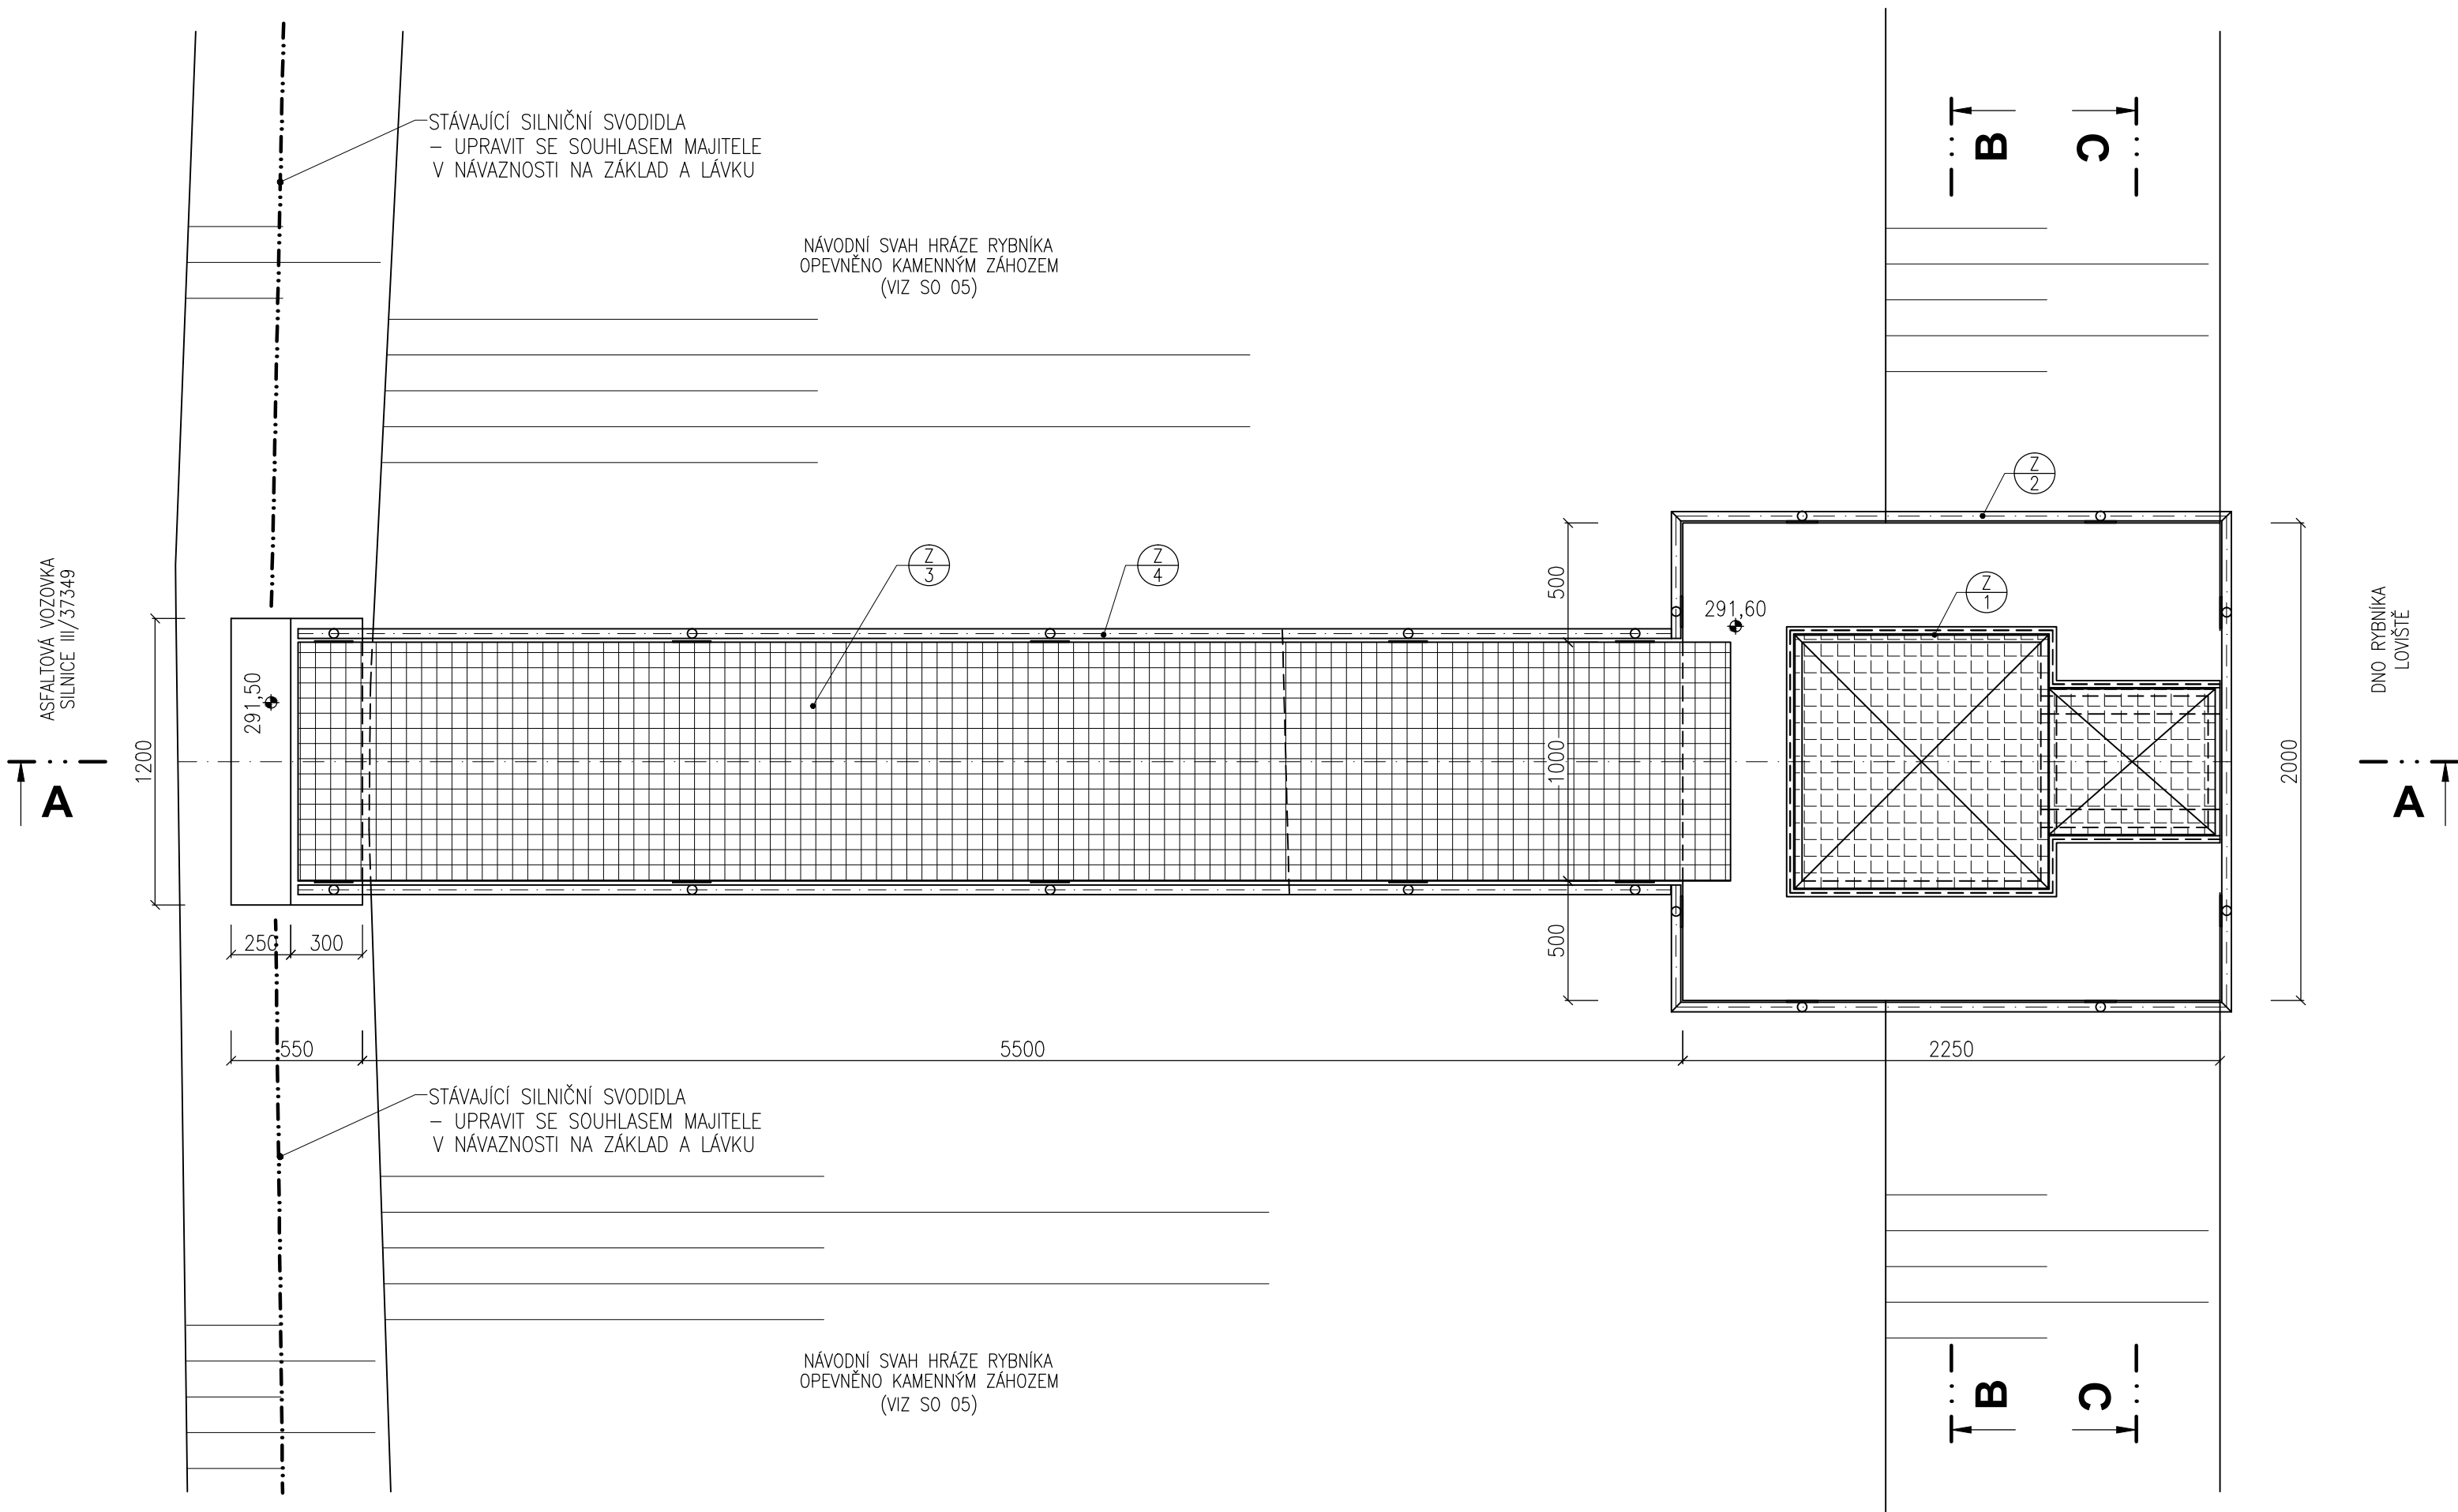 B
C
STÁVAJÍCÍ SILNIČNÍ SVODIDLA
– UPRAVIT SE SOUHLASEM MAJITELE
V NÁVAZNOSTI NA ZÁKLAD A LÁVKU
NÁVODNÍ SVAH HRÁZE RYBNÍKA
OPEVNĚNO KAMENNÝM ZÁHOZEM
(VIZ SO 05)
Z
2
Z
3
Z
4
Z
1
ASFALTOVÁ VOZOVKA
SILNICE III/37349
DNO RYBNÍKA
LOVIŠTĚ
500
291,60
291,50
1200
1000
2000
A
A
500
250
300
550
5500
2250
STÁVAJÍCÍ SILNIČNÍ SVODIDLA
– UPRAVIT SE SOUHLASEM MAJITELE
V NÁVAZNOSTI NA ZÁKLAD A LÁVKU
NÁVODNÍ SVAH HRÁZE RYBNÍKA
OPEVNĚNO KAMENNÝM ZÁHOZEM
(VIZ SO 05)
B
C